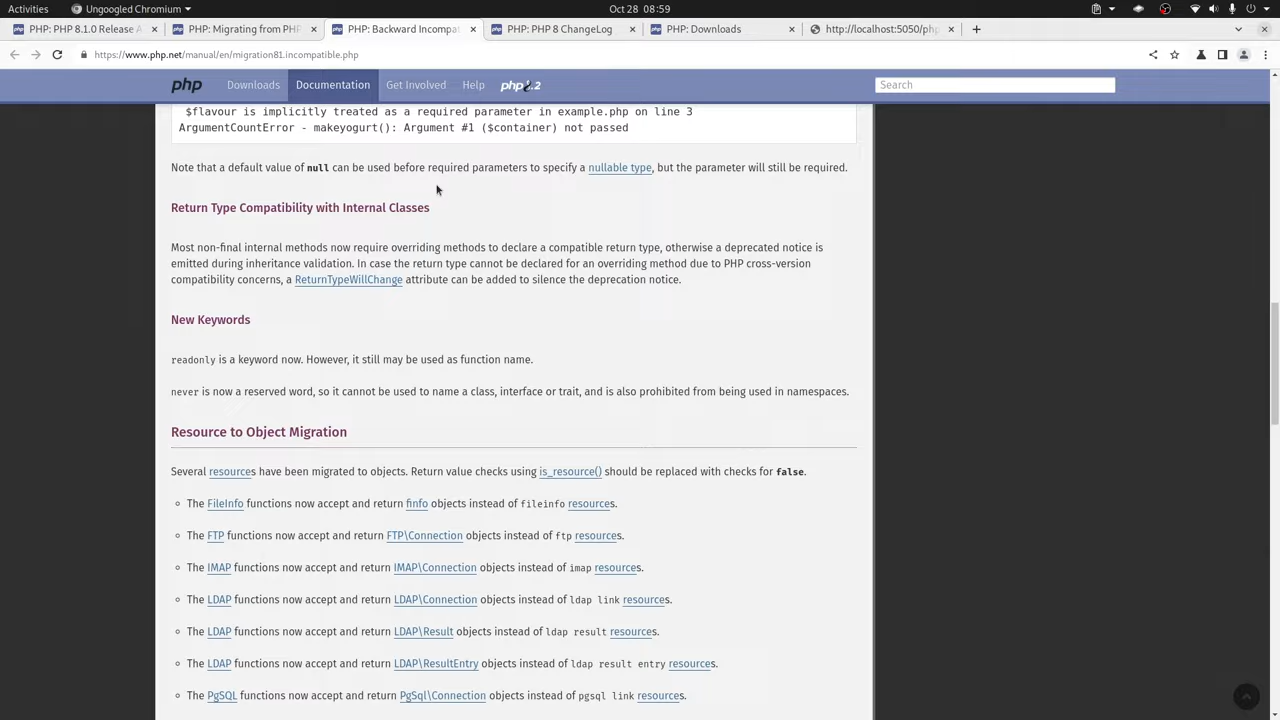 Activities
Ungoogled Chromium
Oct 28 08:59
PHP: PHP 8.1.0 Release A
PHP: Migrating from PHP
PHP: Backward Incompat
PHP: PHP 8 ChangeLog
PHP: Downloads
http://localhost:5050/php
https://www.php.net/manual/en/migration81.incompatible.php
php
Downloads
Documentation
Get Involved
Help
php8.2
Search
$flavour is implicitly treated as a required parameter in example.php on line 3
ArgumentCountError - makeyogurt(): Argument #1 ($container) not passed
Note that a default value of null can be used before required parameters to specify a nullable type, but the parameter will still be required.
Return Type Compatibility with Internal Classes
Most non-final internal methods now require overriding methods to declare a compatible return type, otherwise a deprecated notice is
emitted during inheritance validation. In case the return type cannot be declared for an overriding method due to PHP cross-version
compatibility concerns, a ReturnTypeWillChange attribute can be added to silence the deprecation notice.
New Keywords
readonly is a keyword now. However, it still may be used as function name.
never is now a reserved word, so it cannot be used to name a class, interface or trait, and is also prohibited from being used in namespaces.
Resource to Object Migration
Several resources have been migrated to objects. Return value checks using is_resource() should be replaced with checks for false.
The FileInfo functions now accept and return finfo objects instead of fileinfo resources.
The FTP functions now accept and return FTP\Connection objects instead of ftp resources.
The IMAP functions now accept and return IMAP\Connection objects instead of imap resources.
The LDAP functions now accept and return LDAP\Connection objects instead of ldap link resources.
The LDAP functions now accept and return LDAP\Result objects instead of ldap result resources.
The LDAP functions now accept and return LDAP\ResultEntry objects instead of ldap result entry resources.
The PgSQL functions now accept and return PgSql\Connection objects instead of pgsql link resources.